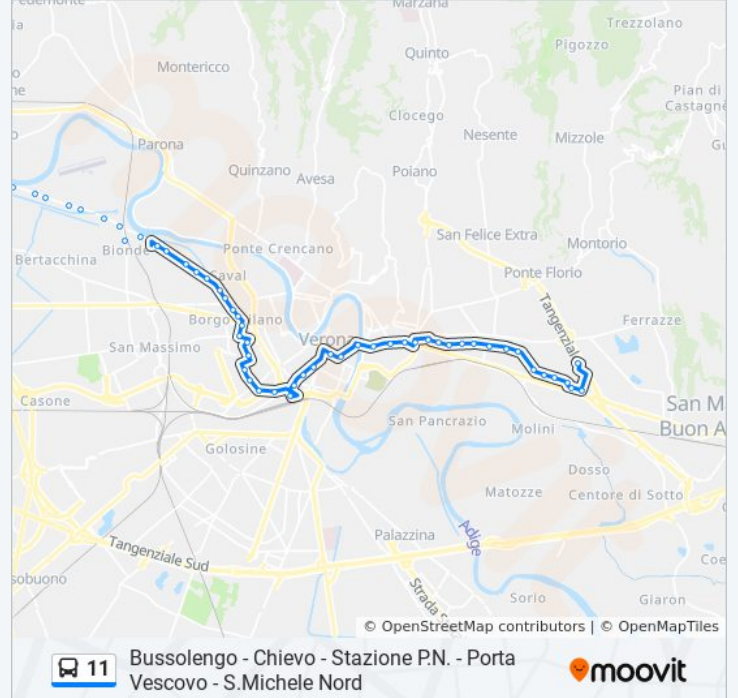 Marzana
edemonte
Trezzolano
Pigozzo
Quinto
Montericco
Pian di
Castagnè
Clocego
Nesente
Mizzole
Parona
Quinzano
Avesa
Poiano
San Felice Extra
Montorio
Ponte Crencano
Biondè
Bertacchina
Ponte Florio
Tangenziale
Ferrazze
Verona
San Massimo
Casone
San M
Buon A
San Pancrazio
Molini
Golosine
Dosso
Matozze
Centore di Sotto
Adige
Palazzina
Tangenziale Sud
Coe
sobuono
Strada S
Sorio
Giaron
© OpenStreetMap contributors | © OpenMapTiles
11
Bussolengo - Chievo - Stazione P.N. - Porta
Vescovo - S.Michele Nord
moovit